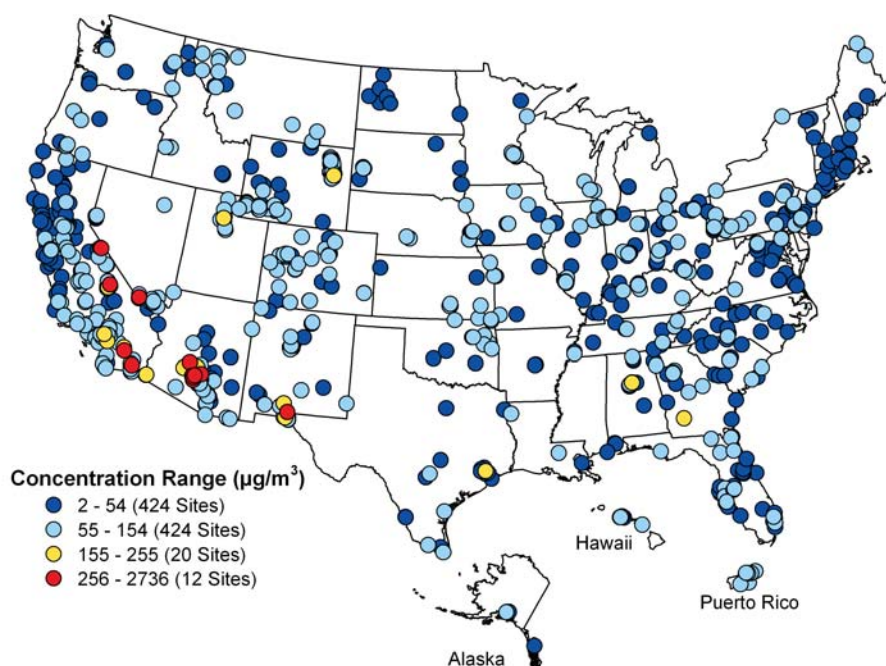 Concentration Range (µg/m³)
2 - 54 (424 Sites)
55 - 154 (424 Sites)
155 - 255 (20 Sites)
256 - 2736 (12 Sites)
Hawaii
Puerto Rico
Alaska